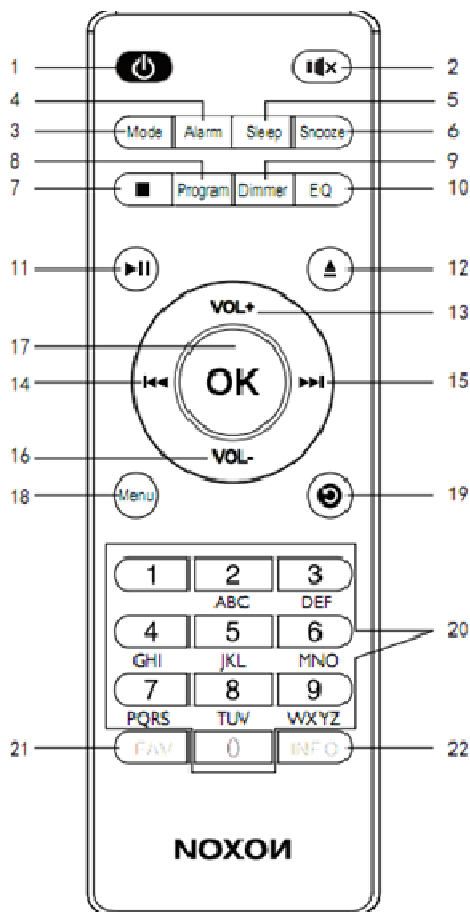 1 2
4 5
3 Mode Alarm Sleep Snooze 6
8 9
7 Program Dimmer EQ 10
11 12
VOL+ 13
17
14 OK 15
16 VOL-
18 Menu 19
1 2 3
ABC DEF
20
4 5 6
GHI JKL MNO
7 8 9
PQRS TUV WXYZ
21 FAV 0 INFO 22
NOXON